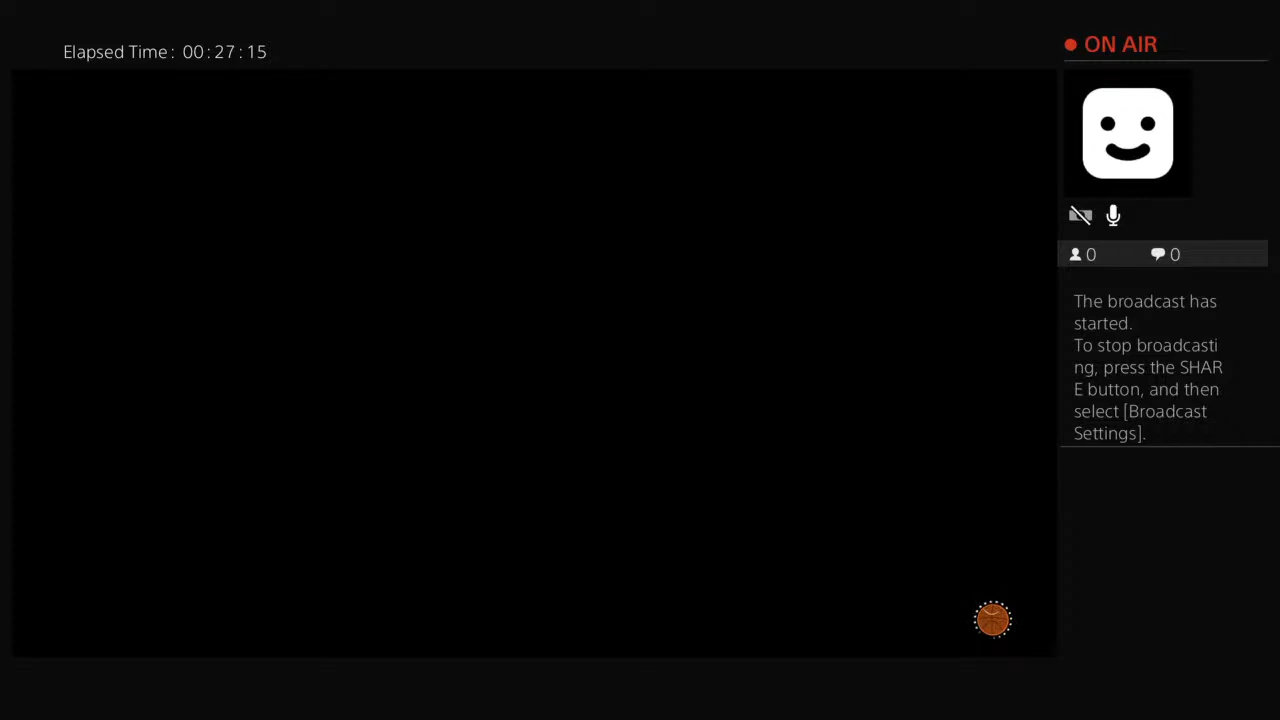 Elapsed Time: 00:27:15
ON AIR
0 0
The broadcast has
started.
To stop broadcasti
ng, press the SHAR
E button, and then
select [Broadcast
Settings].